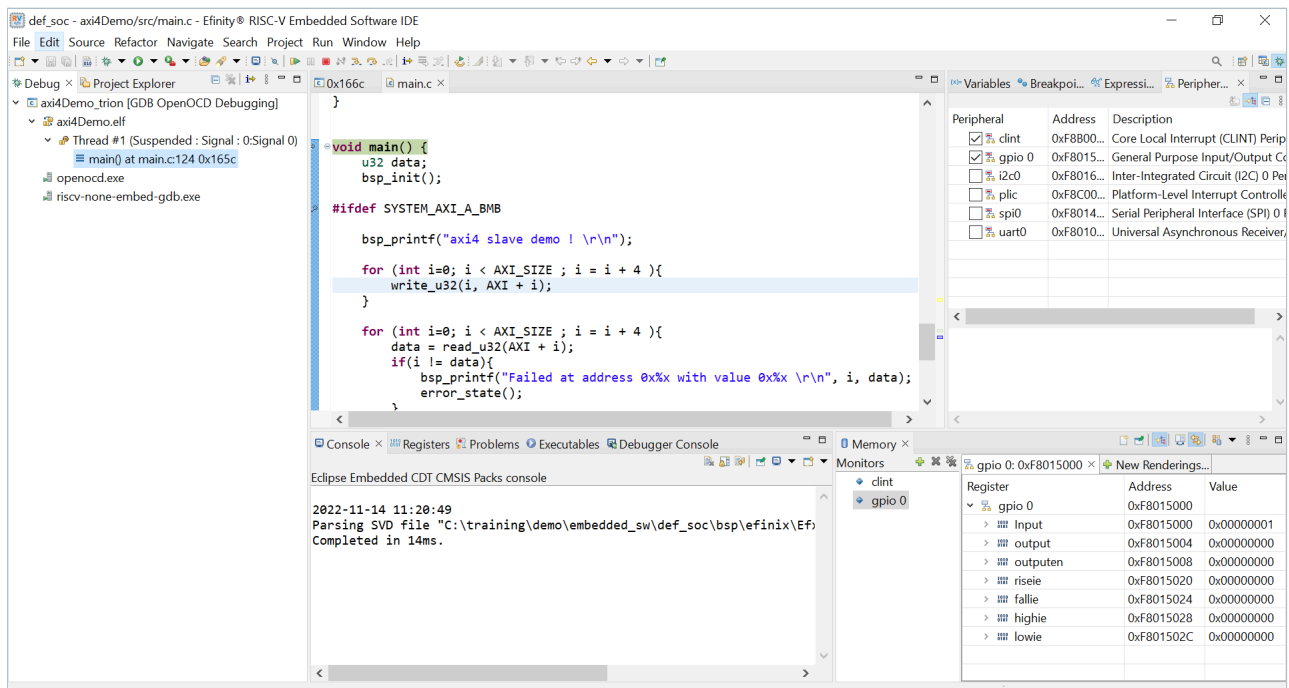 def_soc - axi4Demo/src/main.c - Efinity® RISC-V Embedded Software IDE
File Edit Source Refactor Navigate Search Project Run Window Help
Debug Project Explorer
axi4Demo_trion [GDB OpenOCD Debugging]
axi4Demo.elf
Thread #1 (Suspended : Signal : 0:Signal 0)
main() at main.c:124 0x165c
openocd.exe
riscv-none-embed-gdb.exe
0x166c main.c
}
void main() {
u32 data;
bsp_init();
#ifdef SYSTEM_AXI_A_BMB
bsp_printf("axi4 slave demo ! \r\n");
for (int i=0; i < AXI_SIZE ; i = i + 4 ){
write_u32(i, AXI + i);
}
for (int i=0; i < AXI_SIZE ; i = i + 4 ){
data = read_u32(AXI + i);
if(i != data){
bsp_printf("Failed at address 0x%x with value 0x%x \r\n", i, data);
error_state();
}
Variables Breakpoi... Expressi... Peripher...
Peripheral Address Description
clint 0xF8B00... Core Local Interrupt (CLINT) Perip
gpio 0 0xF8015... General Purpose Input/Output Co
i2c0 0xF8016... Inter-Integrated Circuit (I2C) 0 Per
plic 0xF8C00... Platform-Level Interrupt Controlle
spi0 0xF8014... Serial Peripheral Interface (SPI) 0 
uart0 0xF8010... Universal Asynchronous Receiver/
Console Registers Problems Executables Debugger Console
Eclipse Embedded CDT CMSIS Packs console
2022-11-14 11:20:49
Parsing SVD file "C:\training\demo\embedded_sw\def_soc\bsp\efinix\Ef
Completed in 14ms.
Memory
Monitors
clint
gpio 0
gpio 0: 0xF8015000 New Renderings...
Register Address Value
gpio 0 0xF8015000
Input 0xF8015000 0x00000001
output 0xF8015004 0x00000000
outputen 0xF8015008 0x00000000
riseie 0xF8015020 0x00000000
fallie 0xF8015024 0x00000000
highie 0xF8015028 0x00000000
lowie 0xF801502C 0x00000000